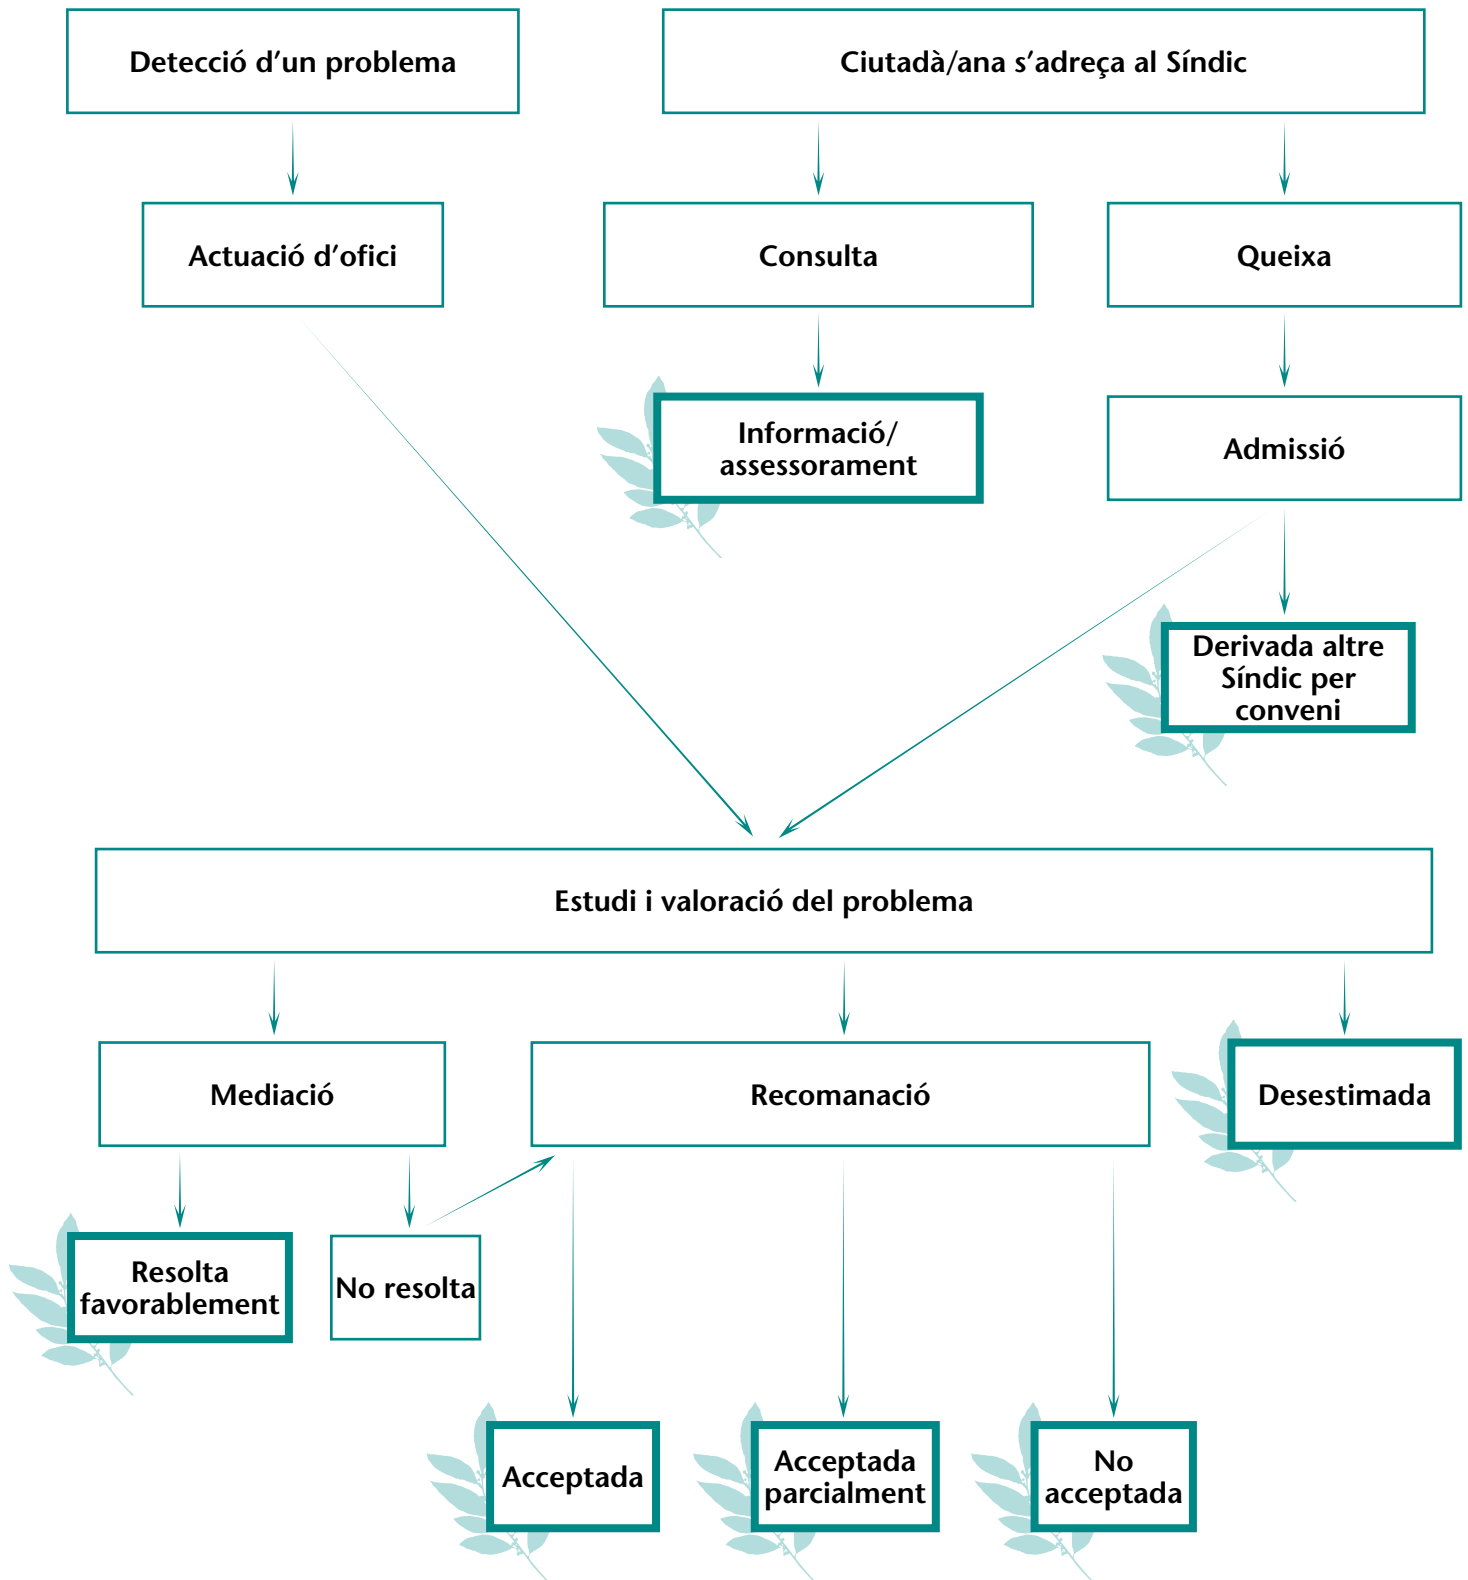 Detecció d’un problema
Ciutadà/ana s’adreça al Síndic
Actuació d’ofici
Consulta
Queixa
Informació/
assessorament
Admissió
Derivada altre
Síndic per
conveni
Estudi i valoració del problema
Mediació
Recomanació
Desestimada
Resolta
favorablement
No resolta
Acceptada
Acceptada
parcialment
No
acceptada